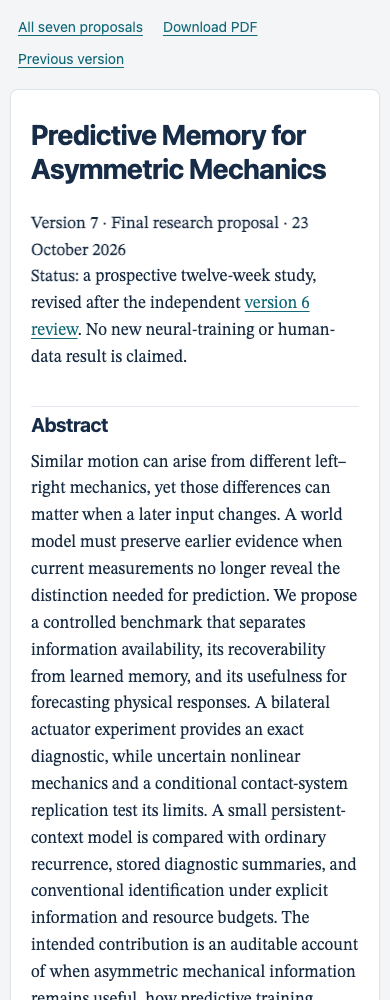 All seven proposals Download PDF
Previous version
Predictive Memory for
Asymmetric Mechanics
Version 7 · Final research proposal · 23
October 2026
Status: a prospective twelve-week study,
revised after the independent version 6
review. No new neural-training or human-
data result is claimed.
Abstract
Similar motion can arise from different left–
right mechanics, yet those differences can
matter when a later input changes. A world
model must preserve earlier evidence when
current measurements no longer reveal the
distinction needed for prediction. We propose
a controlled benchmark that separates
information availability, its recoverability
from learned memory, and its usefulness for
forecasting physical responses. A bilateral
actuator experiment provides an exact
diagnostic, while uncertain nonlinear
mechanics and a conditional contact-system
replication test its limits. A small persistent-
context model is compared with ordinary
recurrence, stored diagnostic summaries, and
conventional identification under explicit
information and resource budgets. The
intended contribution is an auditable account
of when asymmetric mechanical information
remains useful, how predictive training